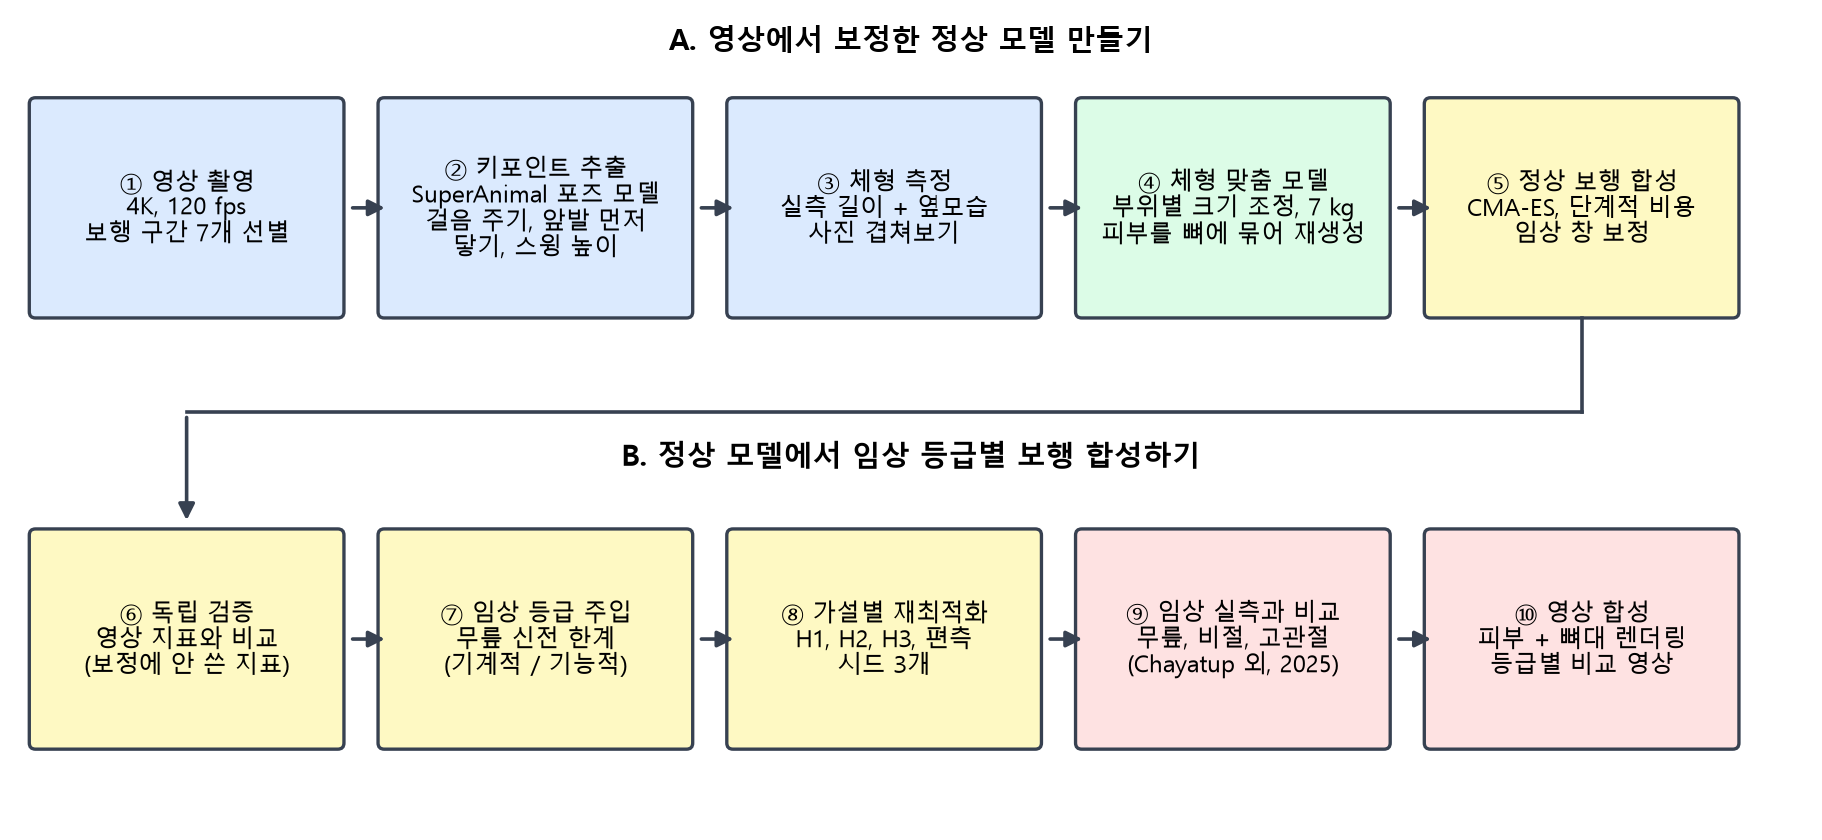 A. 영상에서 보정한 정상 모델 만들기
① 영상 촬영
4K, 120 fps
보행 구간 7개 선별
② 키포인트 추출
SuperAnimal 포즈 모델
걸음 주기, 앞발 먼저
닿기, 스윙 높이
③ 체형 측정
실측 길이 + 옆모습
사진 겹쳐보기
④ 체형 맞춤 모델
부위별 크기 조정, 7 kg
피부를 뼈에 묶어 재생성
⑤ 정상 보행 합성
CMA-ES, 단계적 비용
임상 창 보정
B. 정상 모델에서 임상 등급별 보행 합성하기
⑥ 독립 검증
영상 지표와 비교
(보정에 안 쓴 지표)
⑦ 임상 등급 주입
무릎 신전 한계
(기계적 / 기능적)
⑧ 가설별 재최적화
H1, H2, H3, 편측
시드 3개
⑨ 임상 실측과 비교
무릎, 비절, 고관절
(Chayatup 외, 2025)
⑩ 영상 합성
피부 + 뼈대 렌더링
등급별 비교 영상